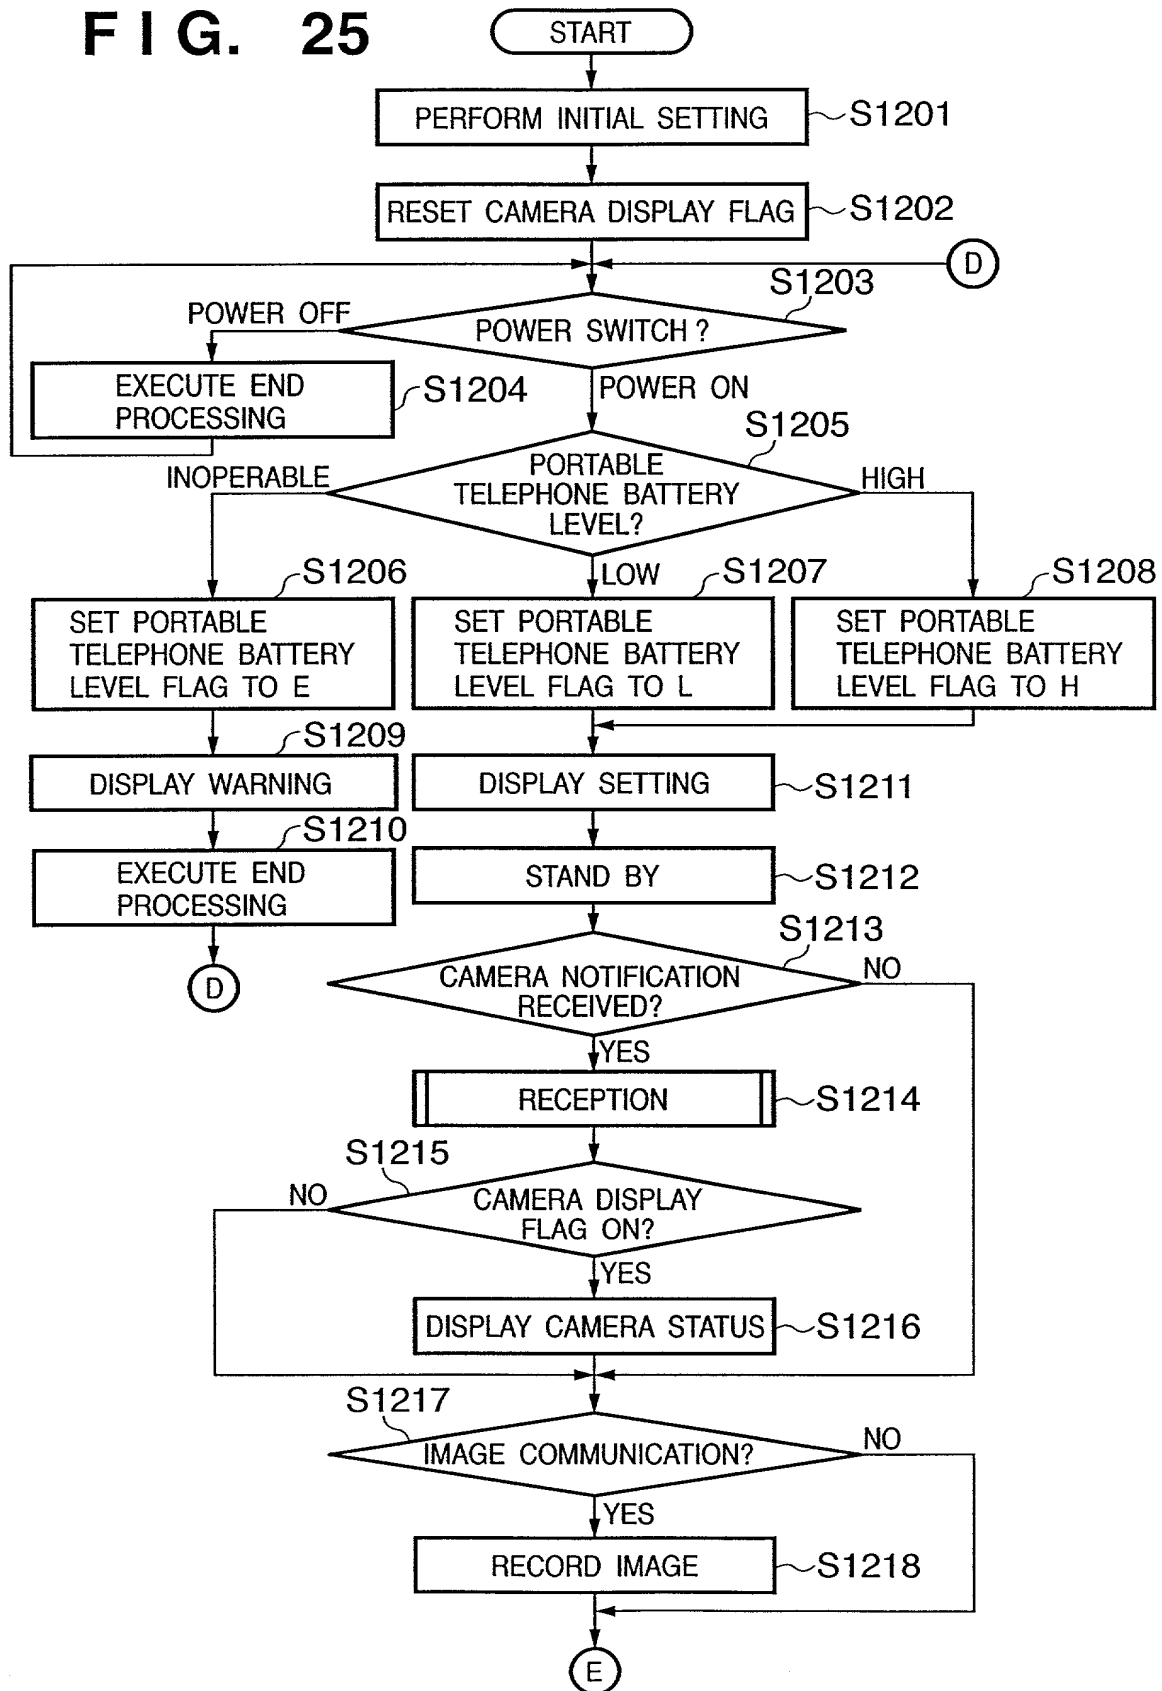 FIG. 25
START
PERFORM INITIAL SETTING
S1201
RESET CAMERA DISPLAY FLAG
S1202
D
S1203
POWER OFF
POWER SWITCH ?
EXECUTE END
PROCESSING
S1204
POWER ON
S1205
INOPERABLE
PORTABLE
TELEPHONE BATTERY
LEVEL?
HIGH
LOW
S1206
S1207
S1208
SET PORTABLE
TELEPHONE BATTERY
LEVEL FLAG TO E
SET PORTABLE
TELEPHONE BATTERY
LEVEL FLAG TO L
SET PORTABLE
TELEPHONE BATTERY
LEVEL FLAG TO H
S1209
DISPLAY WARNING
DISPLAY SETTING
S1211
S1210
EXECUTE END
PROCESSING
STAND BY
S1212
D
S1213
CAMERA NOTIFICATION
RECEIVED?
NO
YES
RECEPTION
S1214
S1215
NO
CAMERA DISPLAY
FLAG ON?
YES
DISPLAY CAMERA STATUS
S1216
S1217
IMAGE COMMUNICATION?
NO
YES
RECORD IMAGE
S1218
E